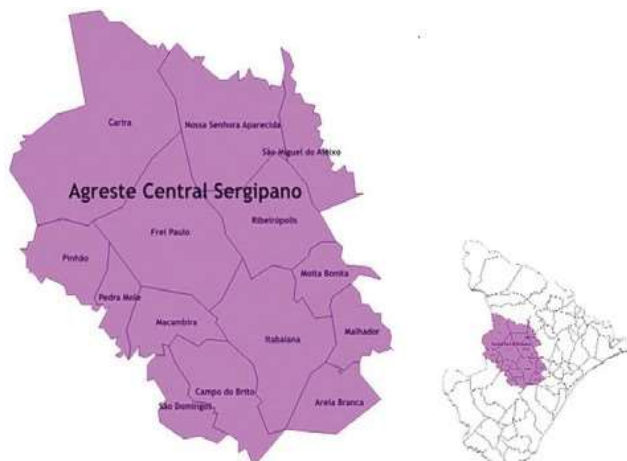 Carira
Nossa Senhora Aparecida
São Miguel do Aleixo
Agreste Central Sergipano
Ribeirópolis
Frei Paulo
Pinhão
Moita Bonita
Pedra Mole
Macambira
Itabaiana
Malhador
Campo do Brito
Areia Branca
São Domingos